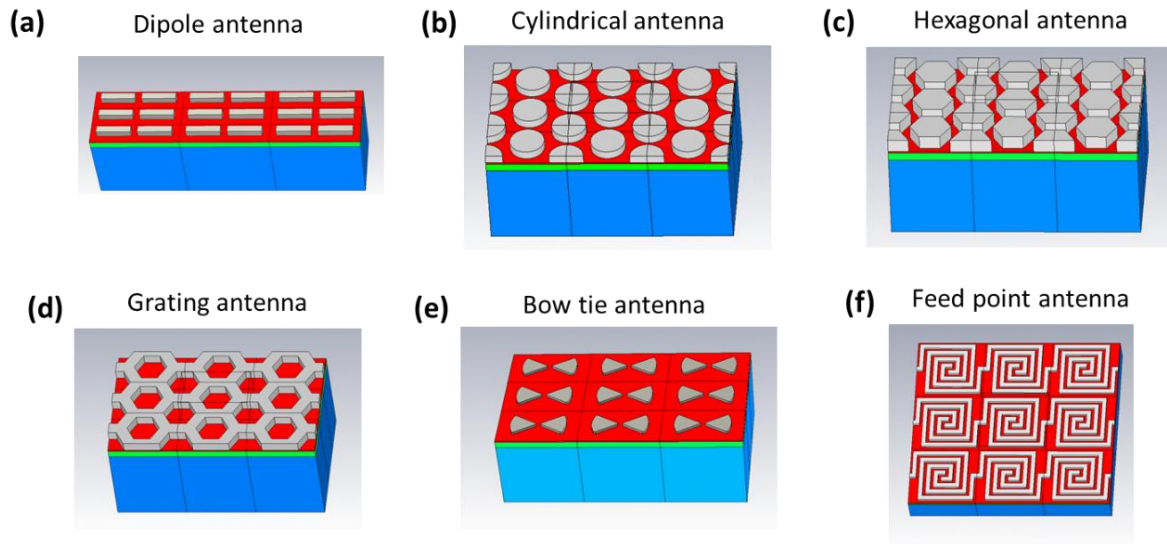 (a) Dipole antenna
(b) Cylindrical antenna
(c) Hexagonal antenna
(d) Grating antenna
(e) Bow tie antenna
(f) Feed point antenna